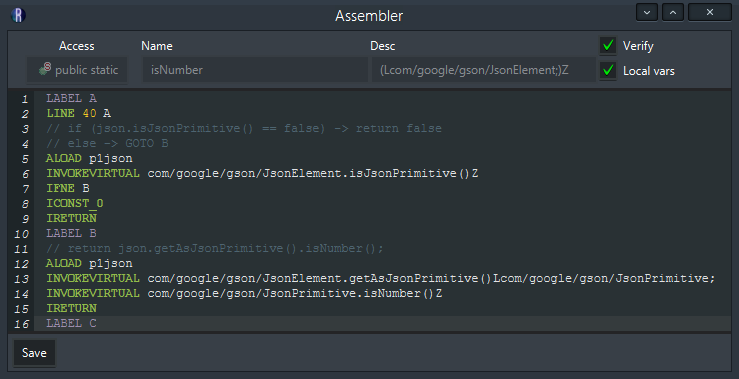 R
Assembler
Access Name Desc
public static isNumber (Lcom/google/gson/JsonElement;)Z
Verify
Local vars
1 LABEL A
2 LINE 40 A
3 // if (json.isJsonPrimitive() == false) -> return false
4 // else -> GOTO B
5 ALOAD p1json
6 INVOKEVIRTUAL com/google/gson/JsonElement.isJsonPrimitive()Z
7 IFNE B
8 ICONST_0
9 IRETURN
10 LABEL B
11 // return json.getAsJsonPrimitive().isNumber();
12 ALOAD p1json
13 INVOKEVIRTUAL com/google/gson/JsonElement.getAsJsonPrimitive()Lcom/google/gson/JsonPrimitive;
14 INVOKEVIRTUAL com/google/gson/JsonPrimitive.isNumber()Z
15 IRETURN
16 LABEL C
Save